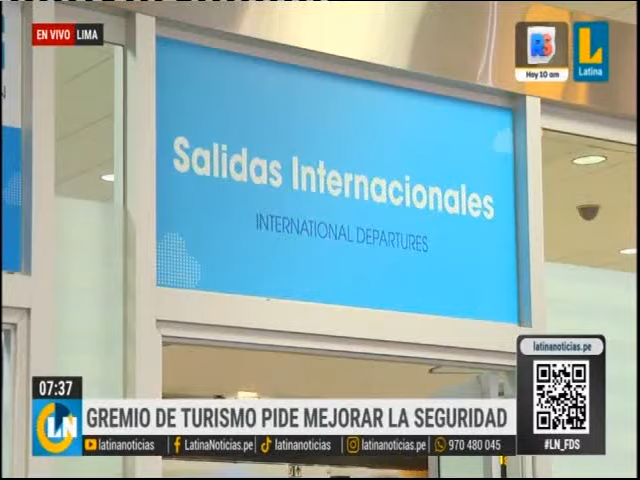 EN VIVO LIMA
Hoy 10 am
Latina
Salidas Internacionales
INTERNATIONAL DEPARTURES
latinanoticias.pe
07:37
LN
GREMIO DE TURISMO PIDE MEJORAR LA SEGURIDAD
latinanoticias LatinaNoticias.pe latinanoticias latinanoticias.pe 970 480 045
#LN_FDS